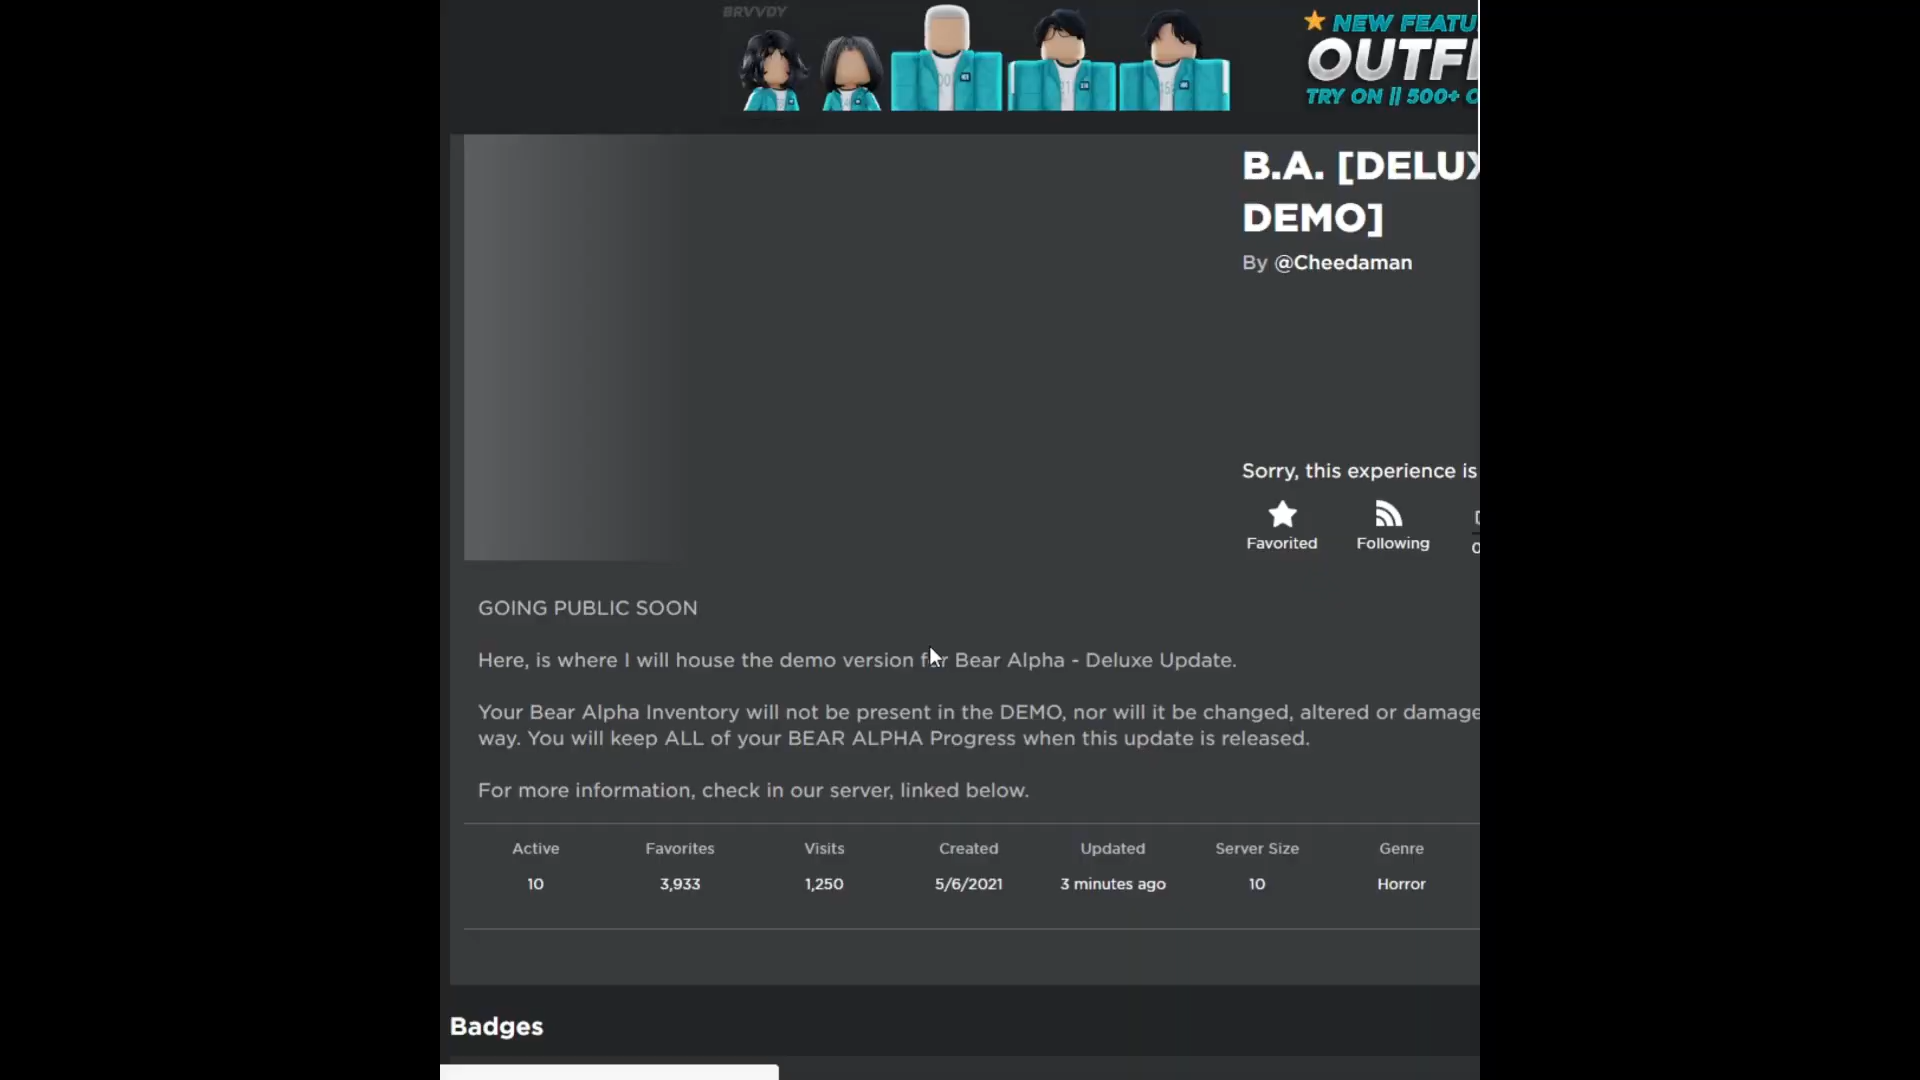 BRVVDY
NEW FEATU
OUTFI
TRY ON || 500+
B.A. [DELUX
DEMO]
By @Cheedaman
Sorry, this experience is
Favorited
Following
GOING PUBLIC SOON
Here, is where I will house the demo version for Bear Alpha - Deluxe Update.
Your Bear Alpha Inventory will not be present in the DEMO, nor will it be changed, altered or damage
way. You will keep ALL of your BEAR ALPHA Progress when this update is released.
For more information, check in our server, linked below.
Active Favorites Visits Created Updated Server Size Genre
10 3,933 1,250 5/6/2021 3 minutes ago 10 Horror
Badges